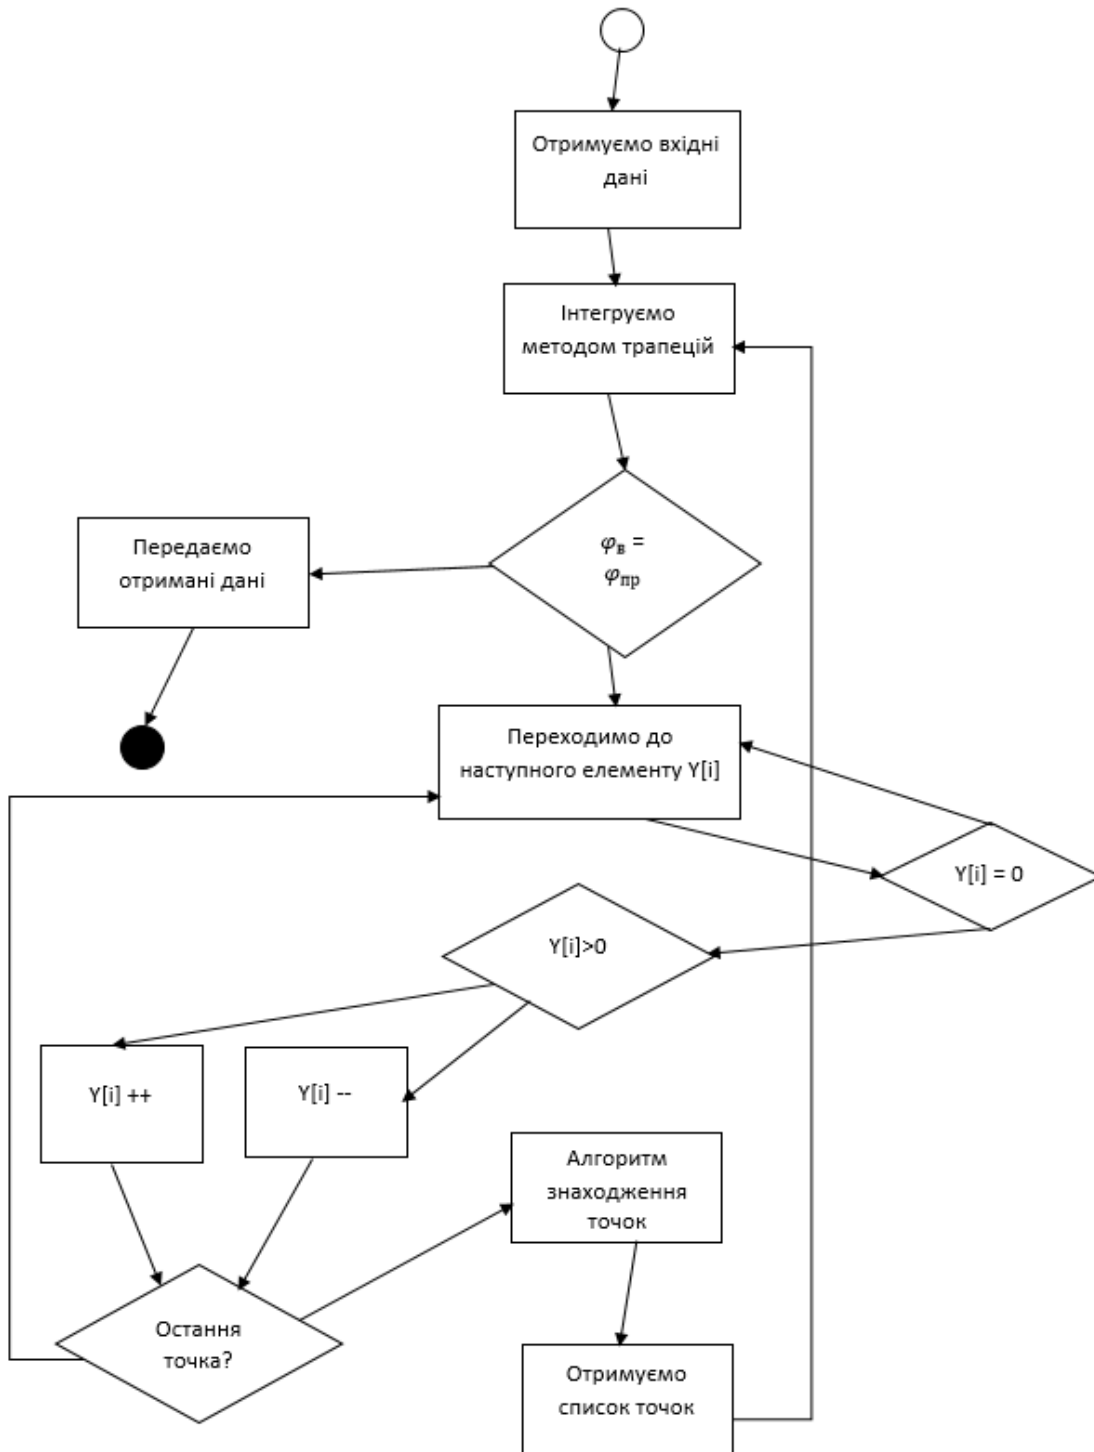 Отримуємо вхідні
дані
Інтегруємо
методом трапецій
φв =
φпр
Передаємо
отримані дані
Переходимо до
наступного елементу Y[i]
Y[i] = 0
Y[i]>0
Y[i] ++
Y[i] --
Алгоритм
знаходження
точок
Остання
точка?
Отримуємо
список точок